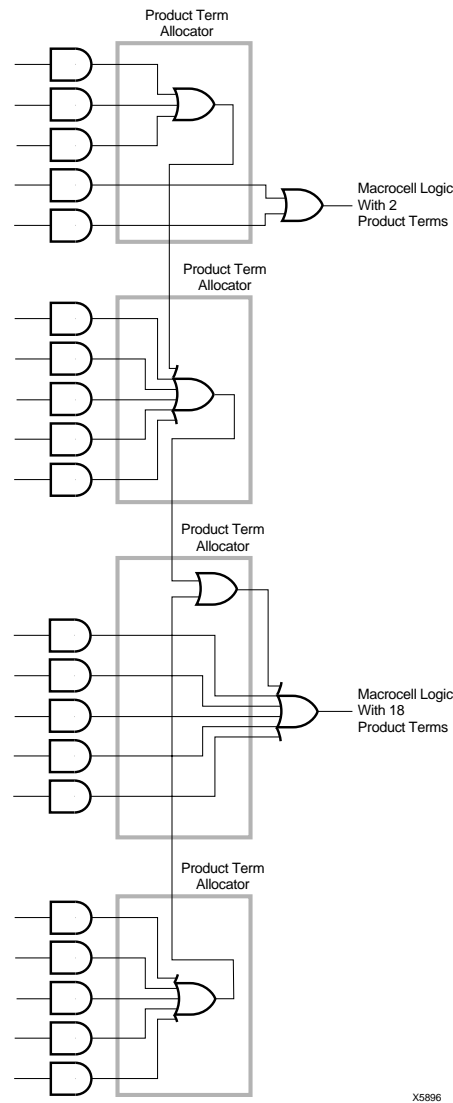 Product Term
Allocator
Macrocell Logic
With 2
Product Terms
Product Term
Allocator
Product Term
Allocator
Macrocell Logic
With 18
Product Terms
Product Term
Allocator
X5896